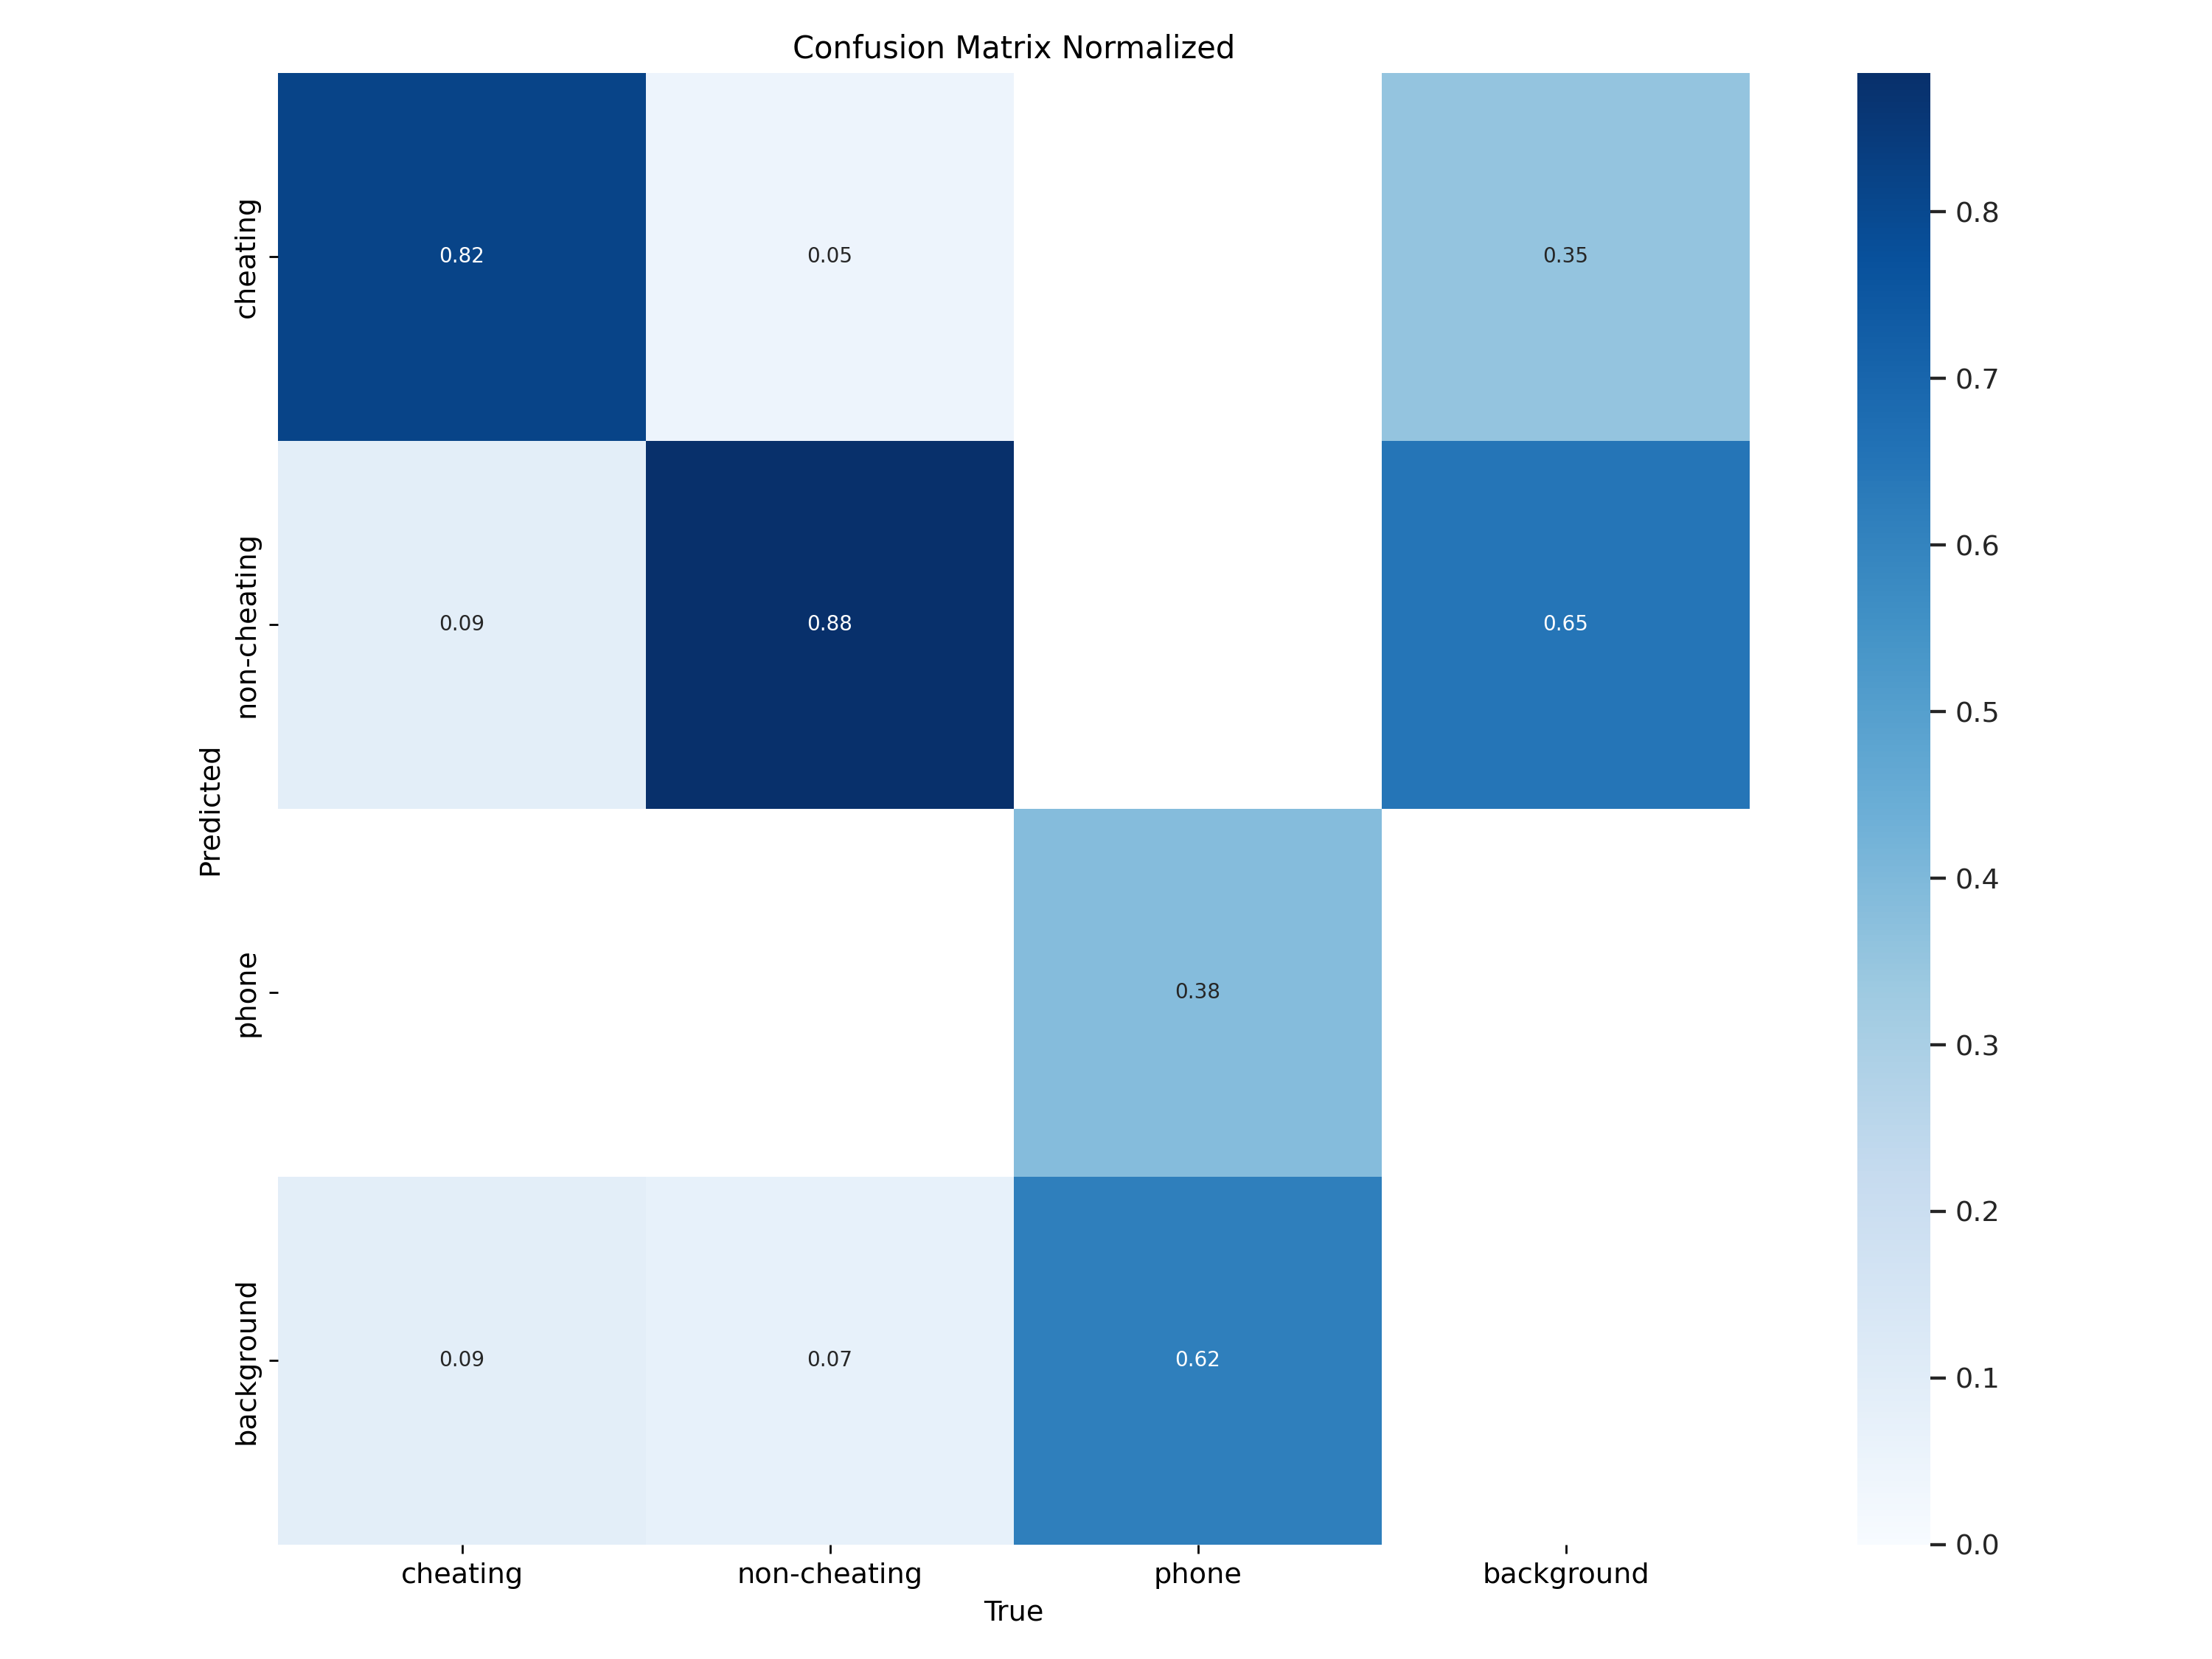 Confusion Matrix Normalized
cheating
0.82
0.05
0.35
non-cheating
0.09
0.88
0.65
phone
0.38
background
0.09
0.07
0.62
Predicted
cheating
non-cheating
phone
background
True
0.8
0.7
0.6
0.5
0.4
0.3
0.2
0.1
0.0